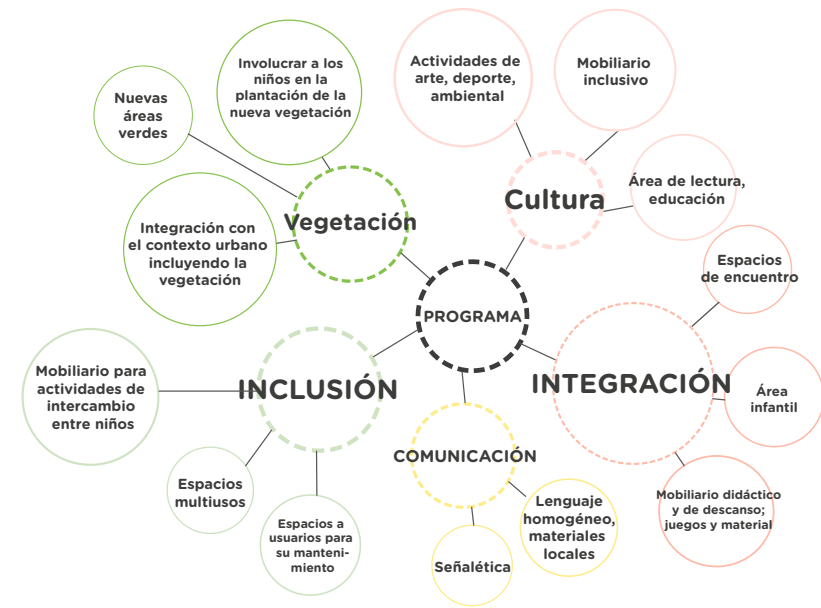 Involucrar a los
niños en la
plantación de la
nueva vegetación
Nuevas
áreas
verdes
Integración con
el contexto urbano
incluyendo la
vegetación
Vegetación
Actividades de
arte, deporte,
ambiental
Mobiliario
inclusivo
Área de lectura,
educación
Cultura
PROGRAMA
Espacios
de encuentro
Área
infantil
Mobiliario didáctico
y de descanso;
juegos y material
INTEGRACIÓN
INCLUSIÓN
Mobiliario para
actividades de
intercambio
entre niños
Espacios
multiusos
Espacios a
usuarios para
su manteni-
miento
COMUNICACIÓN
Lenguaje
homogéneo,
materiales
locales
Señalética